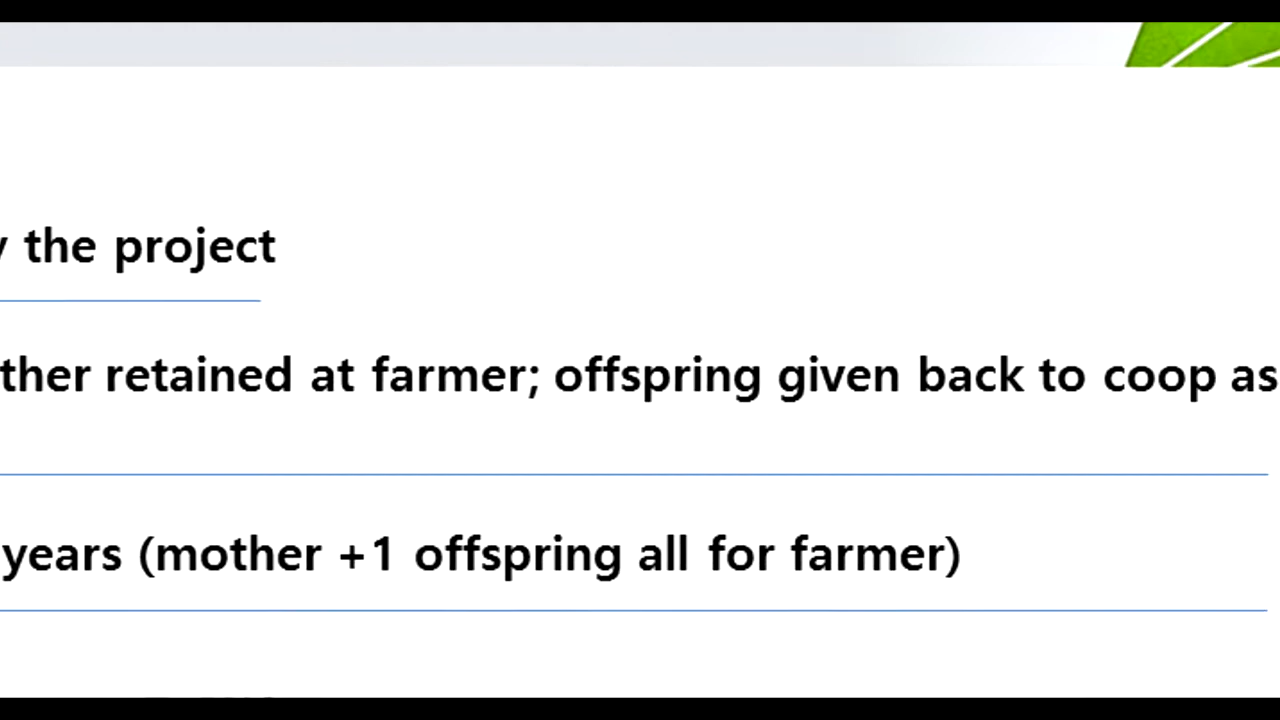 the project
ther retained at farmer; offspring given back to coop as
years (mother +1 offspring all for farmer)